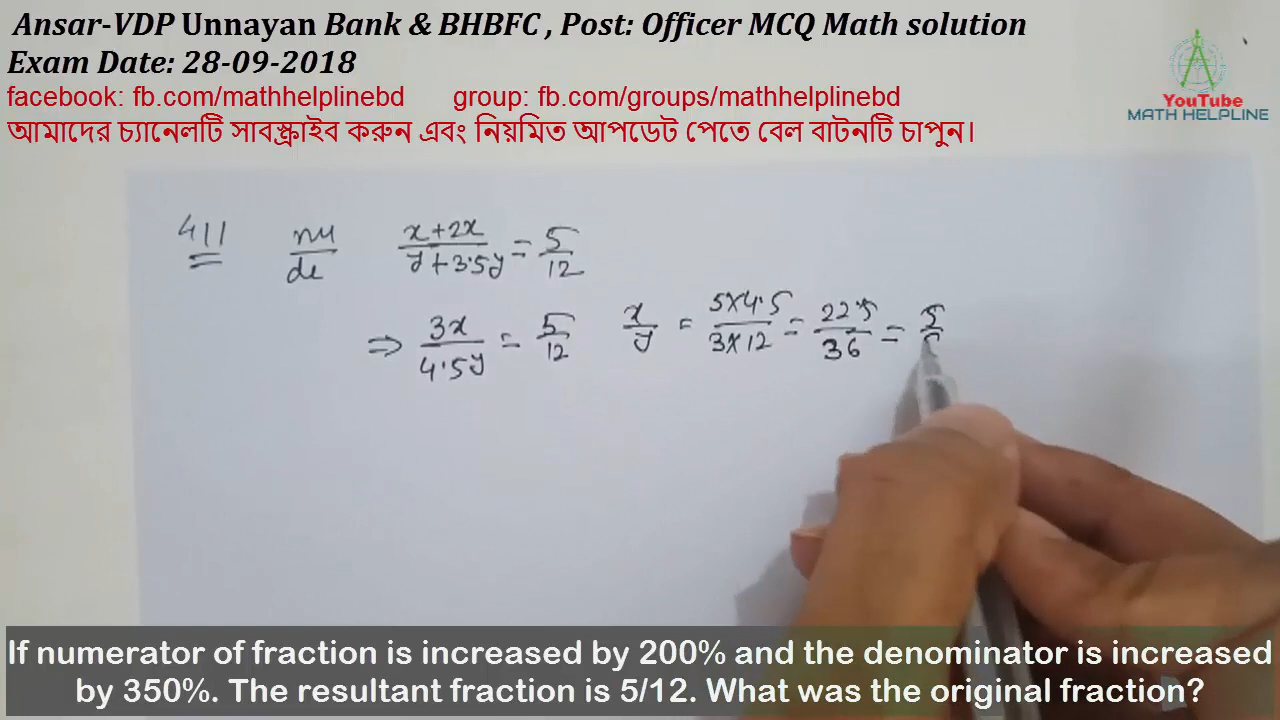 Ansar-VDP Unnayan Bank & BHBFC , Post: Officer MCQ Math solution
Exam Date: 28-09-2018
facebook: fb.com/mathhelplinebd group: fb.com/groups/mathhelplinebd
আমাদের চ্যানেলটি সাবস্ক্রাইব করুন এবং নিয়মিত আপডেট পেতে বেল বাটনটি চাপুন।
YouTube
MATH HELPLINE
411 nu/de x+2x/y+3.5y = 5/12
⇒ 3x/4.5y = 5/12 x/y = 5×4.5/3×12 = 22.5/36 = 5/
If numerator of fraction is increased by 200% and the denominator is increased
by 350%. The resultant fraction is 5/12. What was the original fraction?